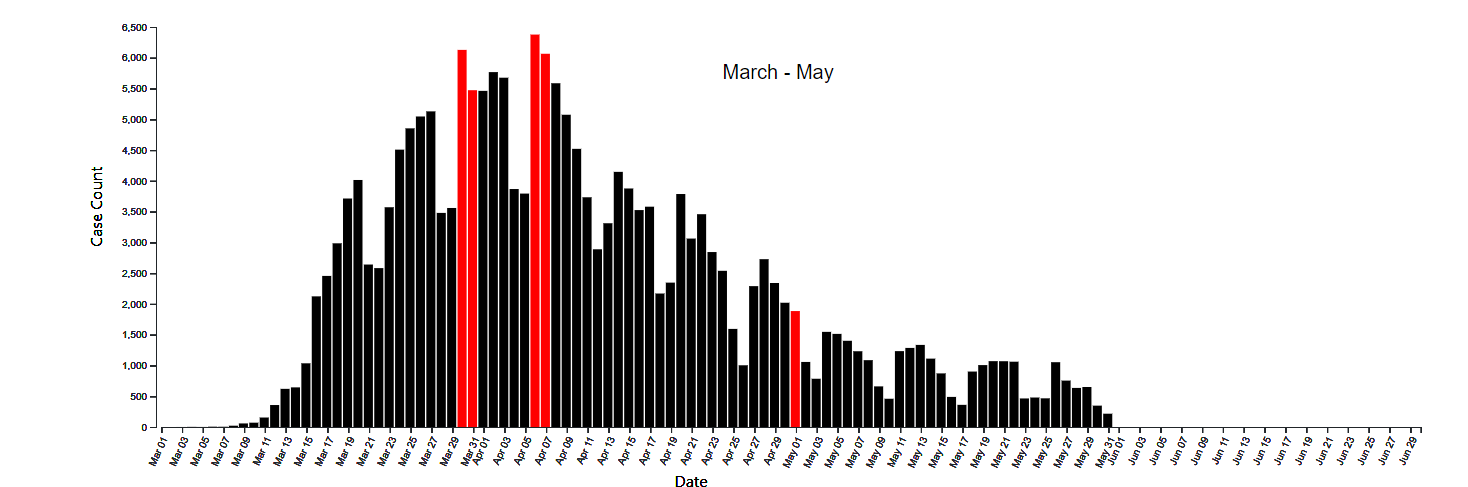 6,500
6,000
5,500
5,000
4,500
4,000
3,500
3,000
2,500
2,000
1,500
1,000
500
0
Case Count
March - May
Mar 01
Mar 03
Mar 05
Mar 07
Mar 09
Mar 11
Mar 13
Mar 15
Mar 17
Mar 19
Mar 21
Mar 23
Mar 25
Mar 27
Mar 29
Mar 31
Apr 01
Apr 03
Apr 05
Apr 07
Apr 09
Apr 11
Apr 13
Apr 15
Apr 17
Apr 19
Apr 21
Apr 23
Apr 25
Apr 27
Apr 29
May 01
May 03
May 05
May 07
May 09
May 11
May 13
May 15
May 17
May 19
May 21
May 23
May 25
May 27
May 29
May 31
Jun 01
Jun 03
Jun 05
Jun 07
Jun 09
Jun 11
Jun 13
Jun 15
Jun 17
Jun 19
Jun 21
Jun 23
Jun 25
Jun 27
Jun 29
Date